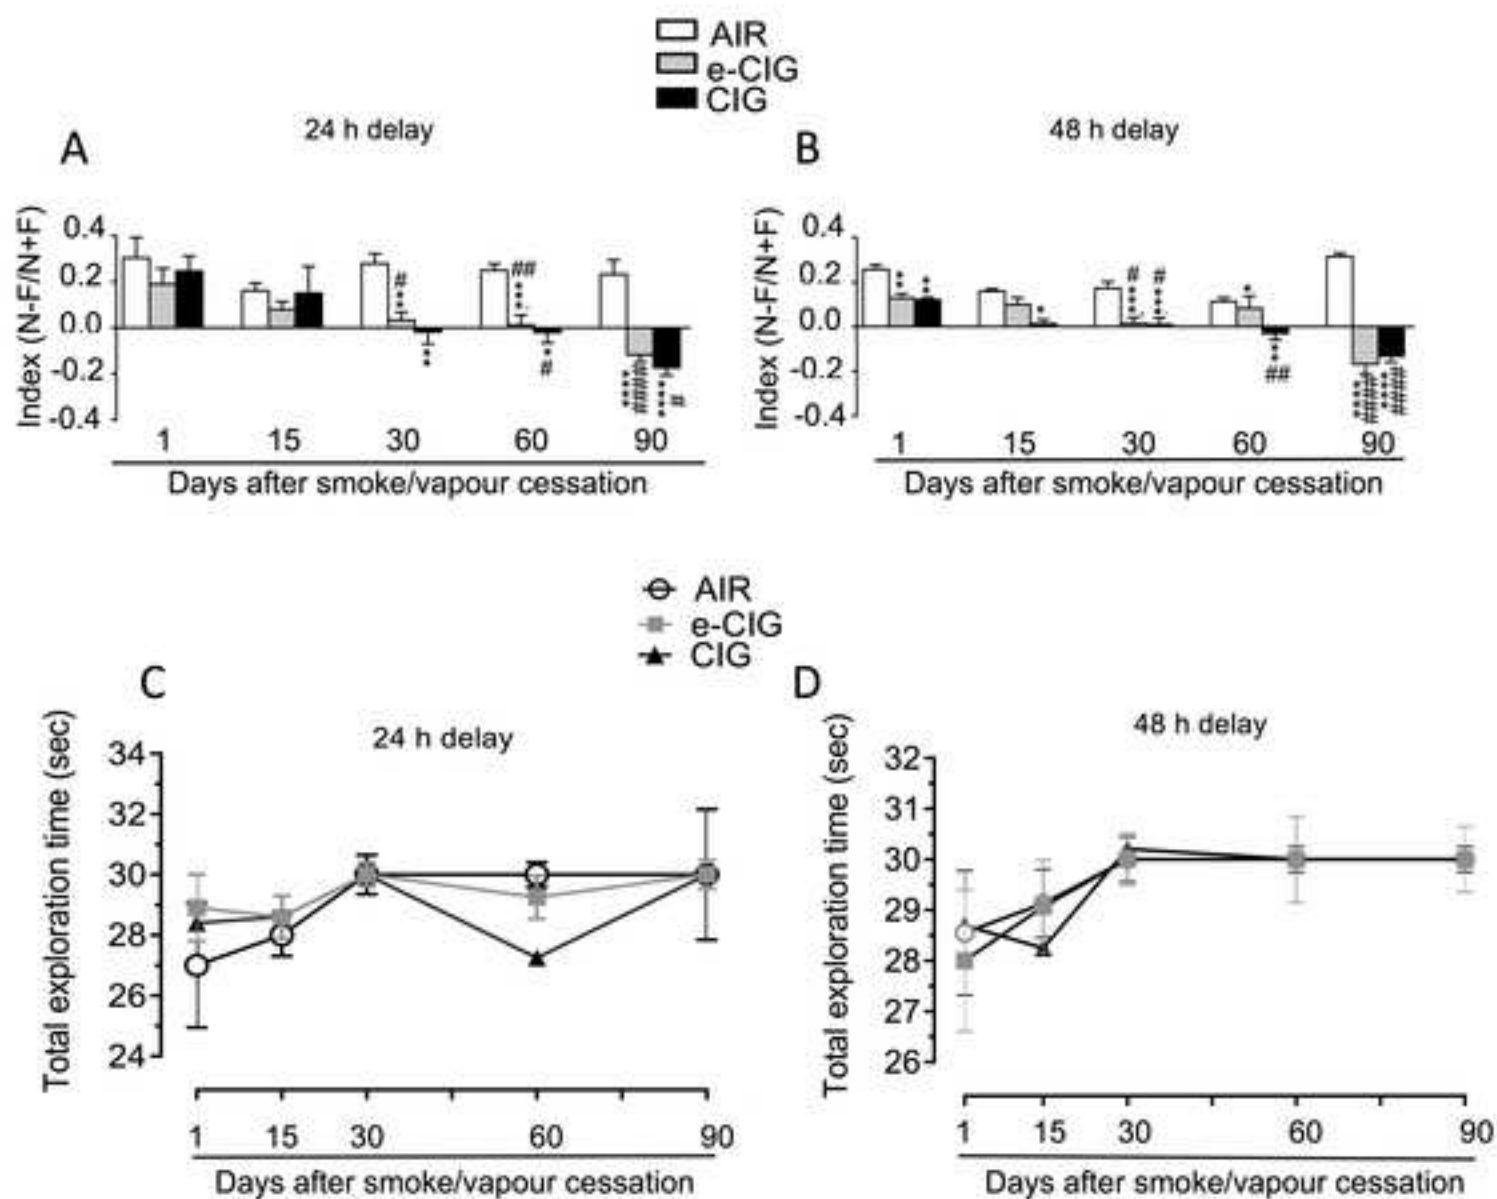 AIR
e-CIG
CIG
A
24 h delay
Index (N-F/N+F)
0.4
0.2
0.0
-0.2
-0.4
#
***
**
##
***
**
#
****
####
****
#
1 15 30 60 90
Days after smoke/vapour cessation
B
48 h delay
Index (N-F/N+F)
0.4
0.2
0.0
-0.2
-0.4
**
**
*
#
***
#
***
*
**
##
****
####
****
####
1 15 30 60 90
Days after smoke/vapour cessation
AIR
e-CIG
CIG
C
24 h delay
Total exploration time (sec)
34
32
30
28
26
24
1 15 30 60 90
Days after smoke/vapour cessation
D
48 h delay
Total exploration time (sec)
32
31
30
29
28
27
26
1 15 30 60 90
Days after smoke/vapour cessation